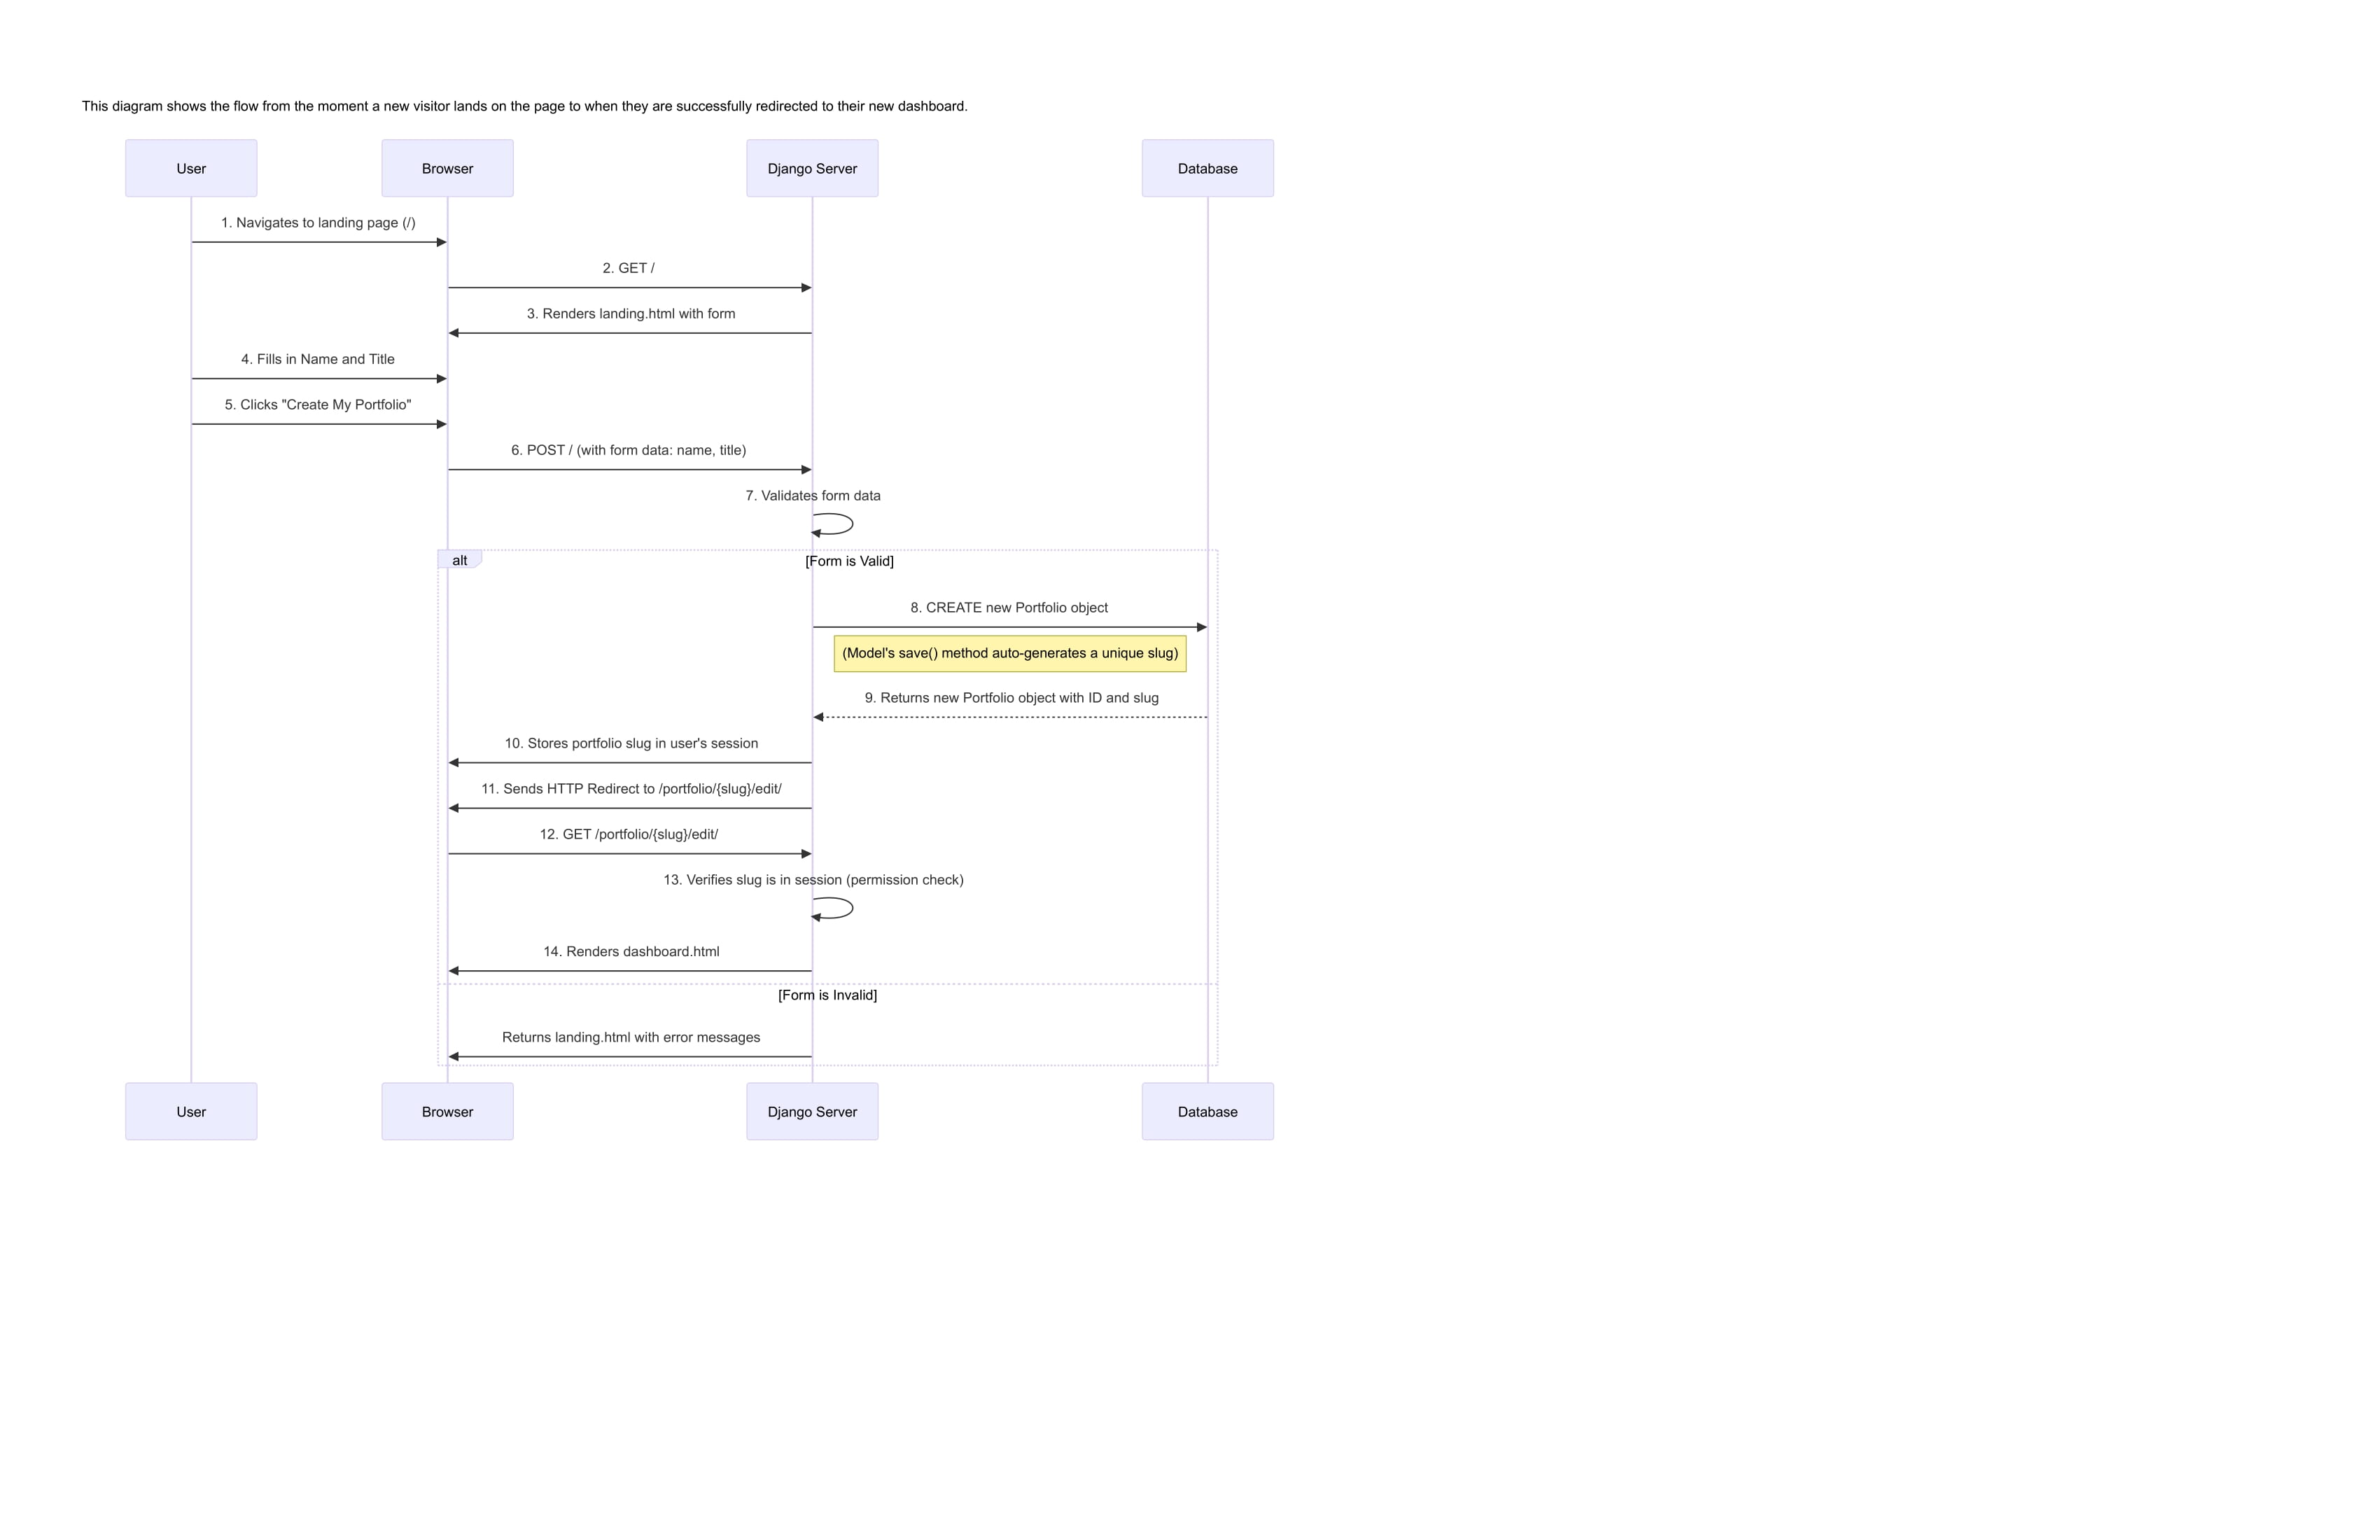 This diagram shows the flow from the moment a new visitor lands on the page to when they are successfully redirected to their new dashboard.
User
Browser
Django Server
Database
1. Navigates to landing page (/)
2. GET /
3. Renders landing.html with form
4. Fills in Name and Title
5. Clicks "Create My Portfolio"
6. POST / (with form data: name, title)
7. Validates form data
alt
[Form is Valid]
8. CREATE new Portfolio object
(Model's save() method auto-generates a unique slug)
9. Returns new Portfolio object with ID and slug
10. Stores portfolio slug in user's session
11. Sends HTTP Redirect to /portfolio/{slug}/edit/
12. GET /portfolio/{slug}/edit/
13. Verifies slug is in session (permission check)
14. Renders dashboard.html
[Form is Invalid]
Returns landing.html with error messages
User
Browser
Django Server
Database